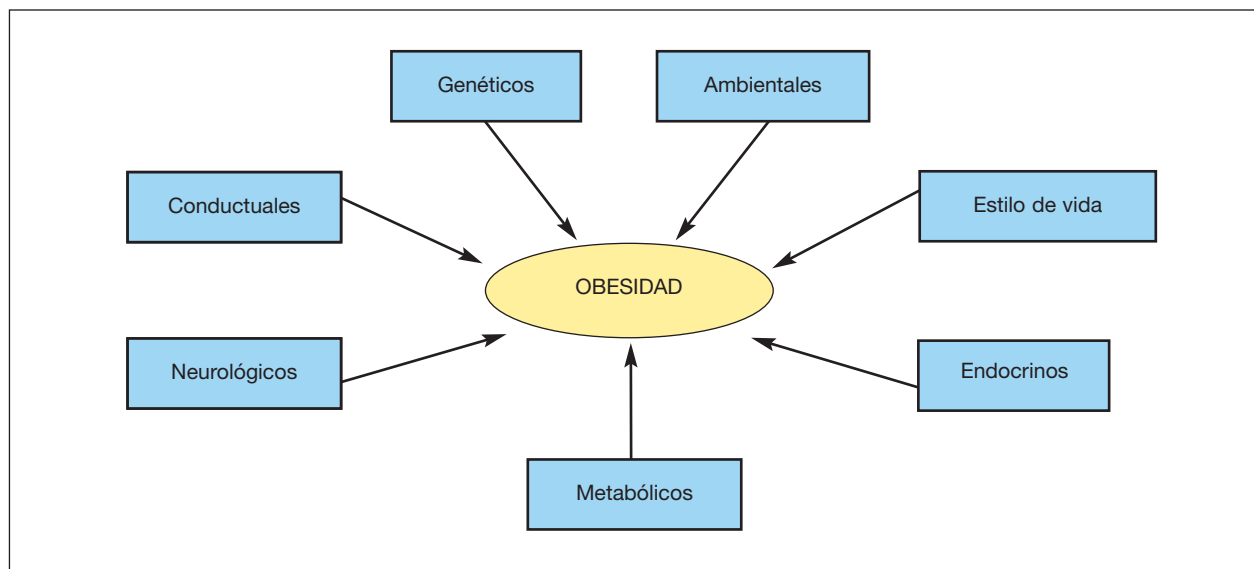 Genéticos
Ambientales
Conductuales
Estilo de vida
OBESIDAD
Neurológicos
Endocrinos
Metabólicos